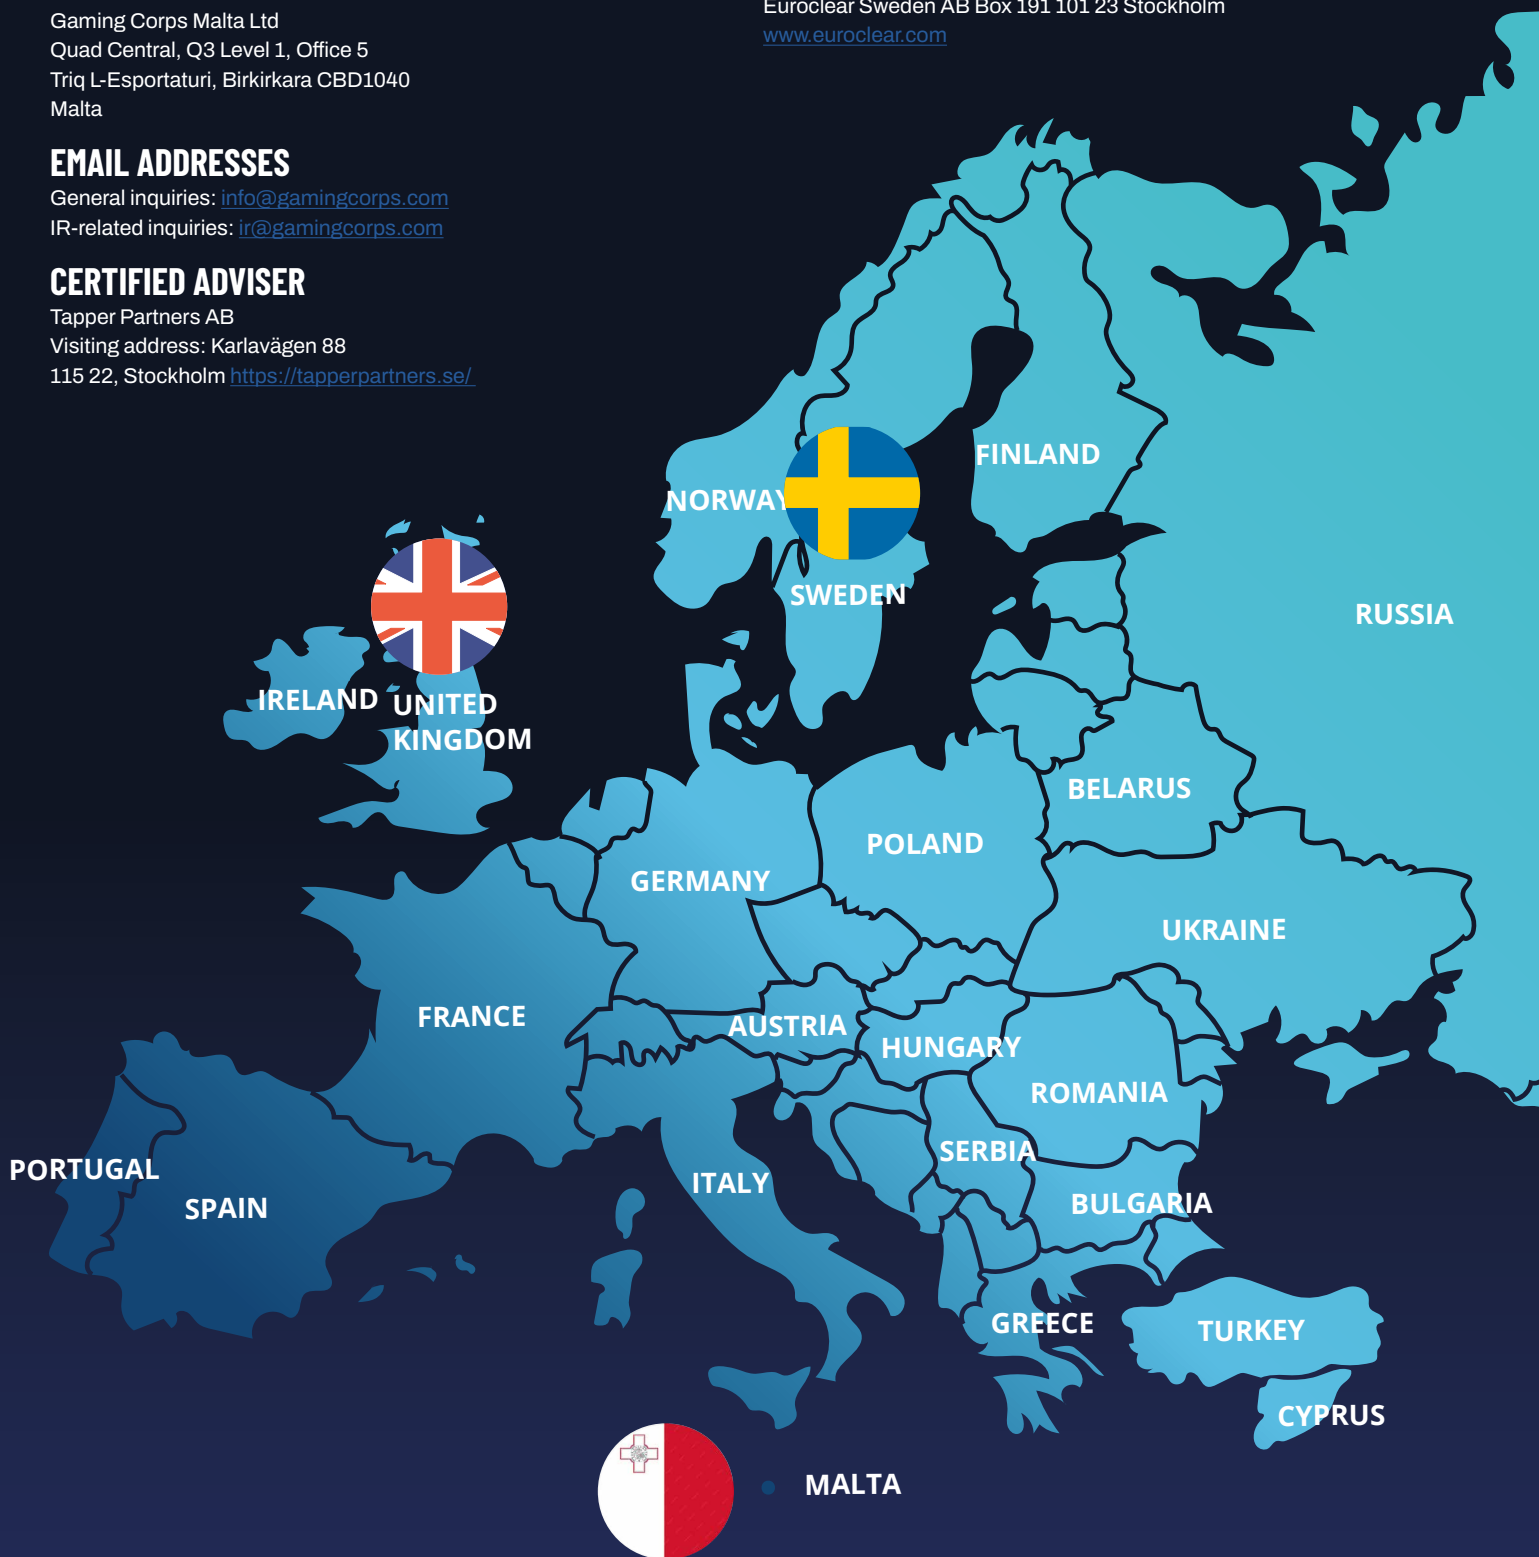 Gaming Corps Malta Ltd
Quad Central, Q3 Level 1, Office 5
Triq L-Esportaturi, Birkirkara CBD1040
Malta
EMAIL ADDRESSES
General inquiries: info@gamingcorps.com
IR-related inquiries: ir@gamingcorps.com
CERTIFIED ADVISER
Tapper Partners AB
Visiting address: Karlavägen 88
115 22, Stockholm https://tapperpartners.se/
Euroclear Sweden AB Box 191 101 23 Stockholm
www.euroclear.com
FINLAND
NORWAY
SWEDEN
RUSSIA
IRELAND
UNITED
KINGDOM
BELARUS
POLAND
GERMANY
UKRAINE
FRANCE
AUSTRIA
HUNGARY
ROMANIA
SERBIA
PORTUGAL
ITALY
SPAIN
BULGARIA
GREECE
TURKEY
CYPRUS
MALTA